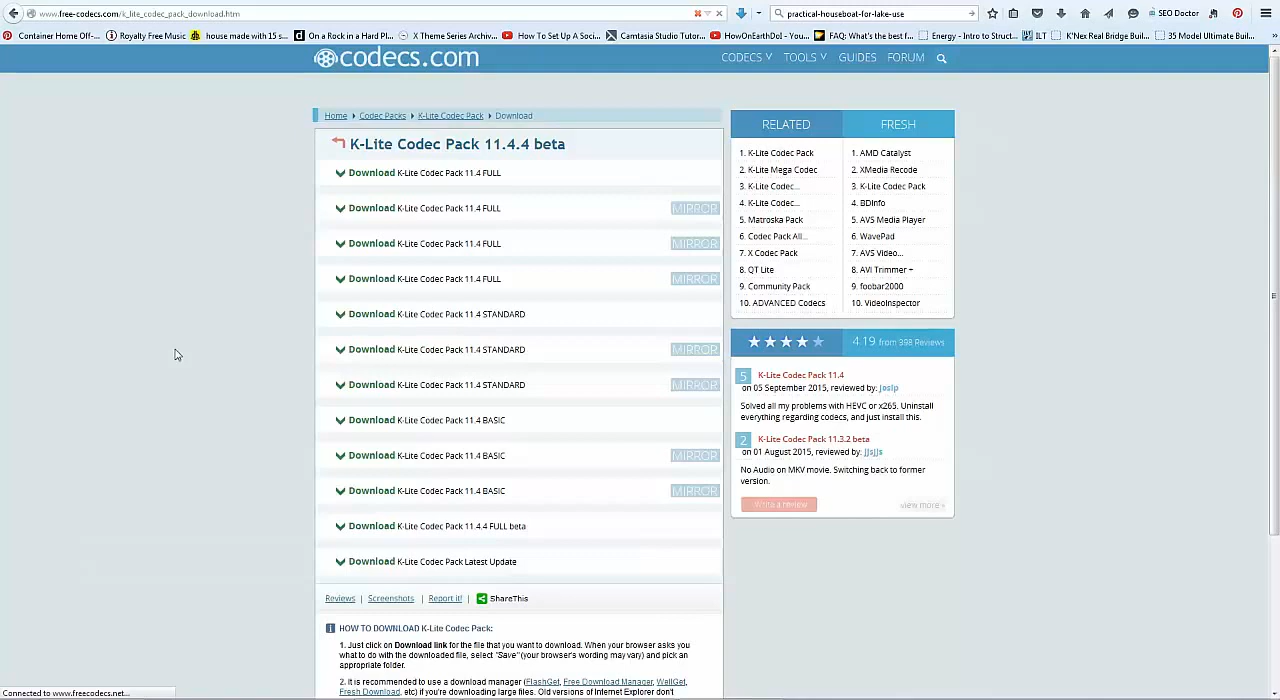 www.free-codecs.com/k_lite_codec_pack_download.htm
practical-houseboat-for-lake-use
SEO Doctor
Container Home Off-...
Royalty Free Music
house made with 15 s...
On a Rock in a Hard Pl...
X Theme Series Archiv...
How To Set Up A Soci...
Camtasia Studio Tutor...
HowOnEarthDoI - You...
FAQ: What's the best f...
Energy - Intro to Struct...
ILT
K'Nex Real Bridge Buil...
35 Model Ultimate Buil...
codecs.com
CODECS
TOOLS
GUIDES
FORUM
Home
Codec Packs
K-Lite Codec Pack
Download
K-Lite Codec Pack 11.4.4 beta
Download K-Lite Codec Pack 11.4 FULL
Download K-Lite Codec Pack 11.4 FULL MIRROR
Download K-Lite Codec Pack 11.4 FULL MIRROR
Download K-Lite Codec Pack 11.4 FULL MIRROR
Download K-Lite Codec Pack 11.4 STANDARD
Download K-Lite Codec Pack 11.4 STANDARD MIRROR
Download K-Lite Codec Pack 11.4 STANDARD MIRROR
Download K-Lite Codec Pack 11.4 BASIC
Download K-Lite Codec Pack 11.4 BASIC MIRROR
Download K-Lite Codec Pack 11.4 BASIC MIRROR
Download K-Lite Codec Pack 11.4.4 FULL beta
Download K-Lite Codec Pack Latest Update
Reviews | Screenshots | Report it! | ShareThis
HOW TO DOWNLOAD K-Lite Codec Pack:
1. Just click on Download link for the file that you want to download. When your browser asks you
what to do with the downloaded file, select "Save" (your browser's wording may vary) and pick an
appropriate folder.
2. It is recommended to use a download manager (FlashGet, Free Download Manager, WellGet,
Fresh Download, etc) if you're downloading large files. Old versions of Internet Explorer don't
RELATED
1. K-Lite Codec Pack
2. K-Lite Mega Codec
3. K-Lite Codec...
4. K-Lite Codec...
5. Matroska Pack
6. Codec Pack All...
7. X Codec Pack
8. QT Lite
9. Community Pack
10. ADVANCED Codecs
FRESH
1. AMD Catalyst
2. XMedia Recode
3. K-Lite Codec Pack
4. BDInfo
5. AVS Media Player
6. WavePad
7. AVS Video...
8. AVI Trimmer +
9. foobar2000
10. VideoInspector
4.19 from 398 Reviews
5 K-Lite Codec Pack 11.4
on 05 September 2015, reviewed by: Josip
Solved all my problems with HEVC or x265. Uninstall
everything regarding codecs, and just install this.
2 K-Lite Codec Pack 11.3.2 beta
on 01 August 2015, reviewed by: jJsjJs
No Audio on MKV movie. Switching back to former
version.
Write a review
view more »
Connected to www.freecodecs.net...